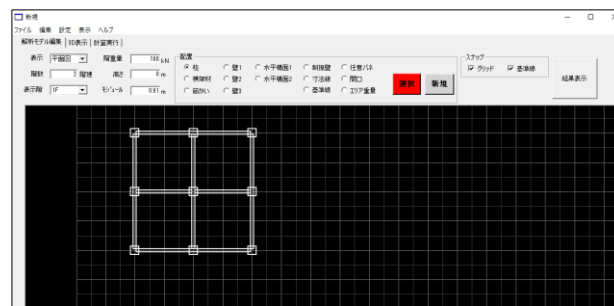 新規
ファイル 編集 設定 表示 ヘルプ
解析モデル編集 3D表示 計算実行
表示 平面図 階重量 100 kN
階数 2 階建 高さ 0 m
表示階 1F モジュール 0.91 m
配置
柱 壁1 水平構面1 制振壁 任意バネ
横架材 壁2 水平構面2 寸法線 開口
筋かい 壁3 基準線 エリア重量
選択 新規
スナップ
グリッド 基準線
結果表示